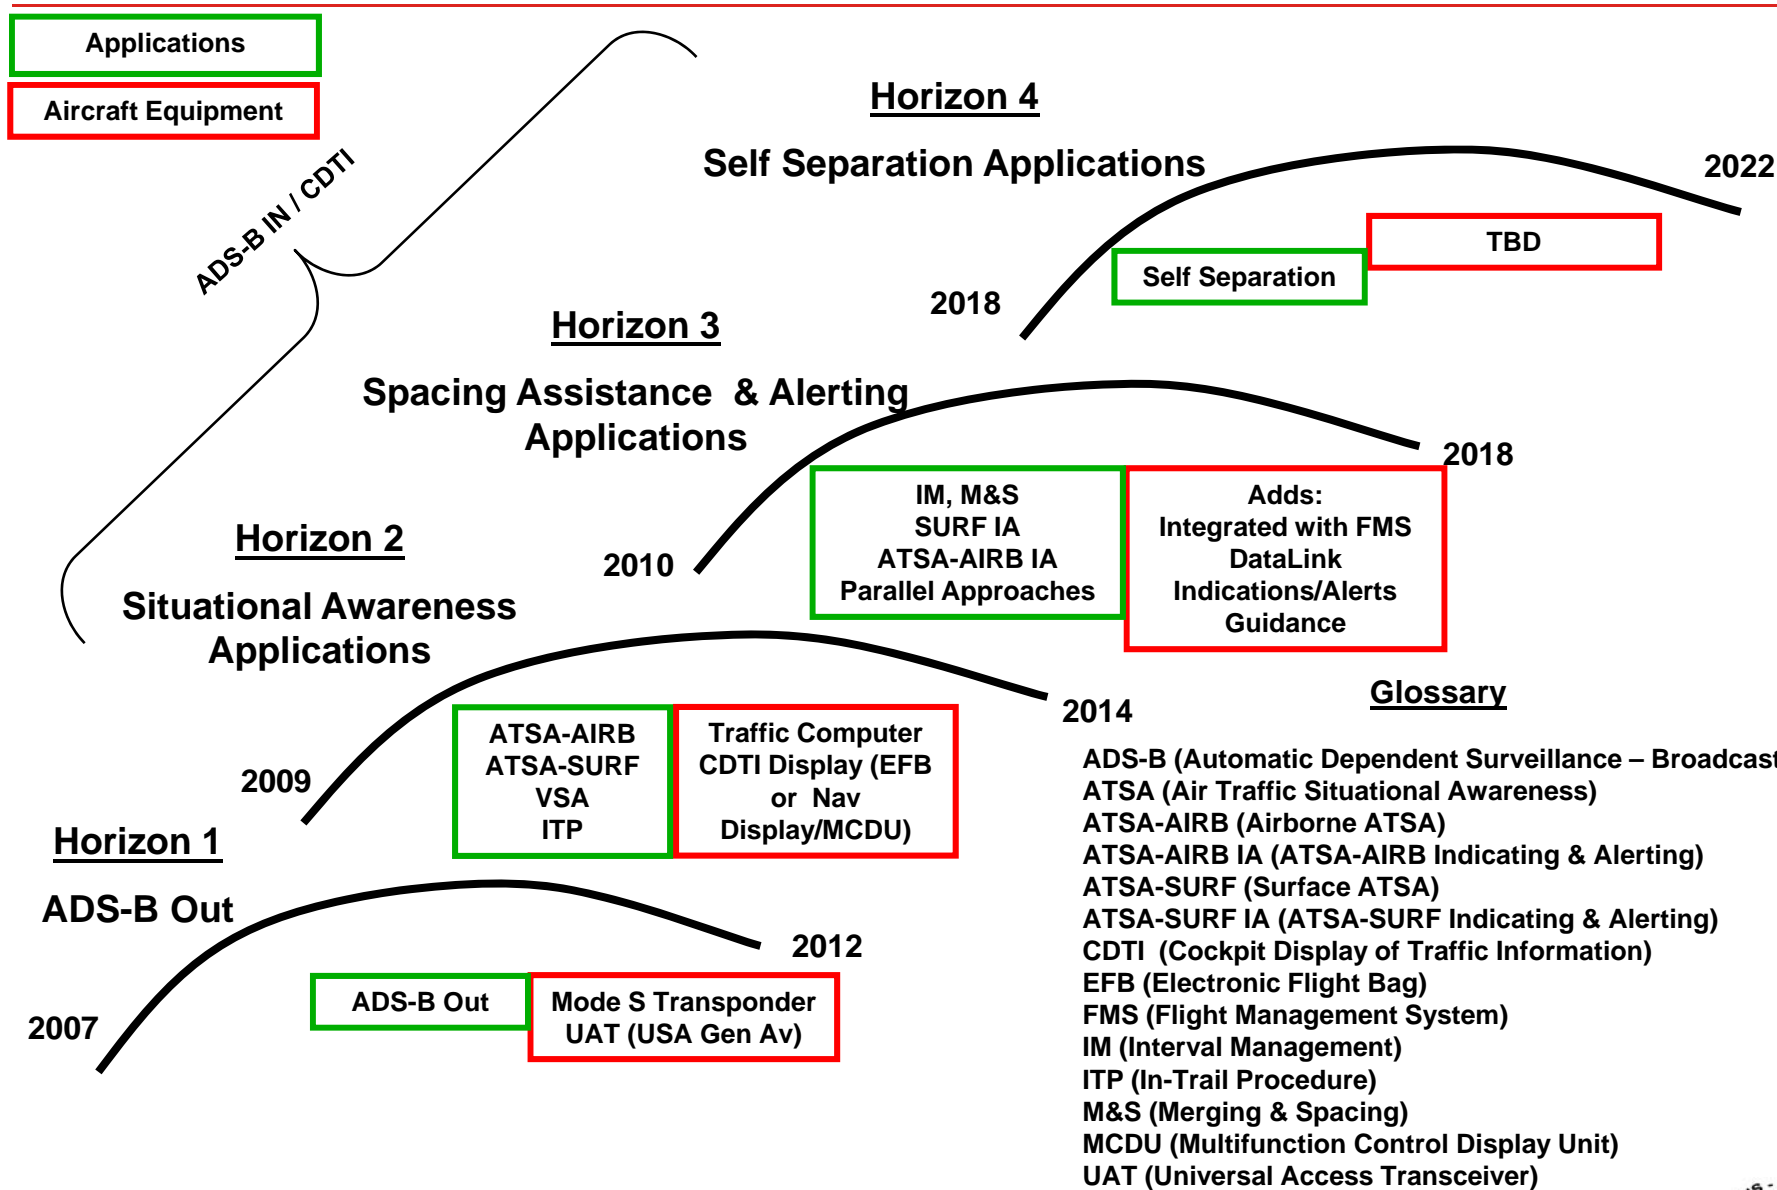 Applications
Aircraft Equipment
ADS-B IN / CDTI
Horizon 4
Self Separation Applications
2022
TBD
Self Separation
2018
Horizon 3
Spacing Assistance & Alerting
Applications
2018
IM, M&S
SURF IA
ATSA-AIRB IA
Parallel Approaches
Adds:
Integrated with FMS
DataLink
Indications/Alerts
Guidance
2010
Horizon 2
Situational Awareness
Applications
2014
ATSA-AIRB
ATSA-SURF
VSA
ITP
Traffic Computer
CDTI Display (EFB
or Nav
Display/MCDU)
2009
Horizon 1
ADS-B Out
2012
ADS-B Out
Mode S Transponder
UAT (USA Gen Av)
2007
Glossary
ADS-B (Automatic Dependent Surveillance – Broadcast
ATSA (Air Traffic Situational Awareness)
ATSA-AIRB (Airborne ATSA)
ATSA-AIRB IA (ATSA-AIRB Indicating & Alerting)
ATSA-SURF (Surface ATSA)
ATSA-SURF IA (ATSA-SURF Indicating & Alerting)
CDTI (Cockpit Display of Traffic Information)
EFB (Electronic Flight Bag)
FMS (Flight Management System)
IM (Interval Management)
ITP (In-Trail Procedure)
M&S (Merging & Spacing)
MCDU (Multifunction Control Display Unit)
UAT (Universal Access Transceiver)